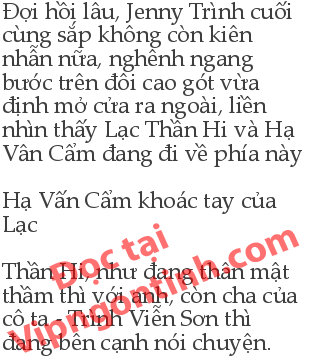 Đợi hồi lâu, Jenny Trình cuối
cùng sắp không còn kiên
nhẫn nữa, nghênh ngang
bước trên đôi cao gót vừa
định mở cửa ra ngoài, liền
nhìn thấy Lạc Thần Hi và Hạ
Vân Cẩm đang đi về phía này
Hạ Vấn Cẩm khoác tay của
Lạc
Thần Hi, như đang thân mật
thầm thì với anh, còn cha của
cô ta - Trình Viễn Sơn thì
đang bên cạnh nói chuyện.
Đọc tại
Vipngontinh.com